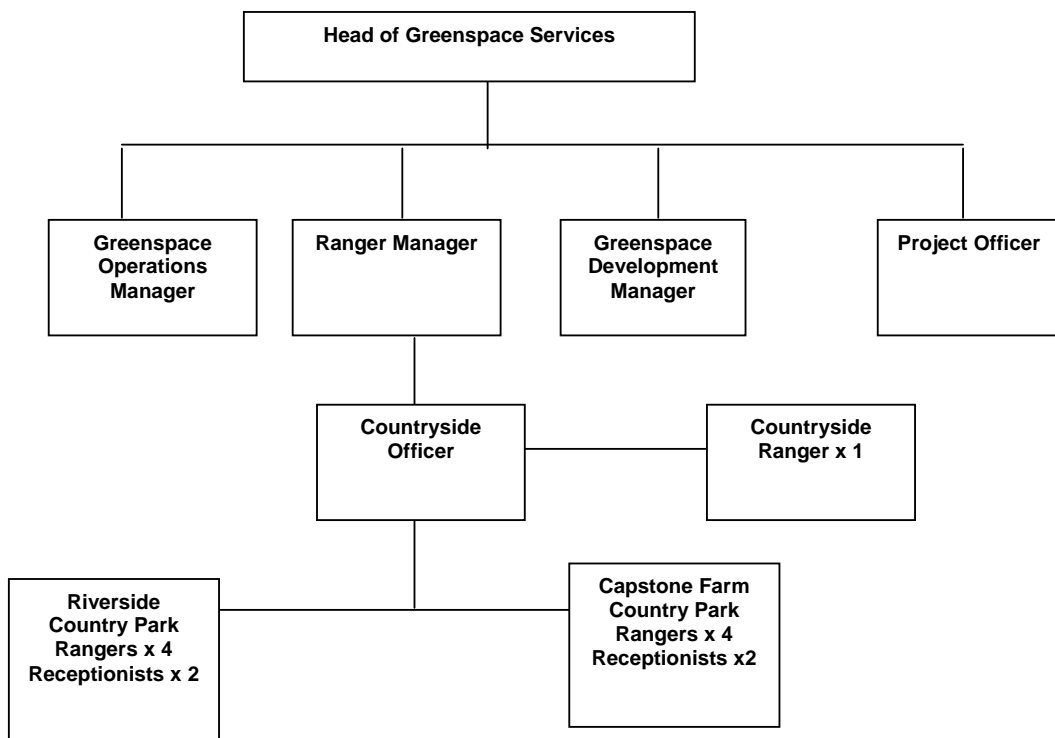 Head of Greenspace Services
Greenspace
Operations
Manager
Ranger Manager
Greenspace
Development
Manager
Project Officer
Countryside
Officer
Countryside
Ranger x 1
Riverside
Country Park
Rangers x 4
Receptionists x 2
Capstone Farm
Country Park
Rangers x 4
Receptionists x2